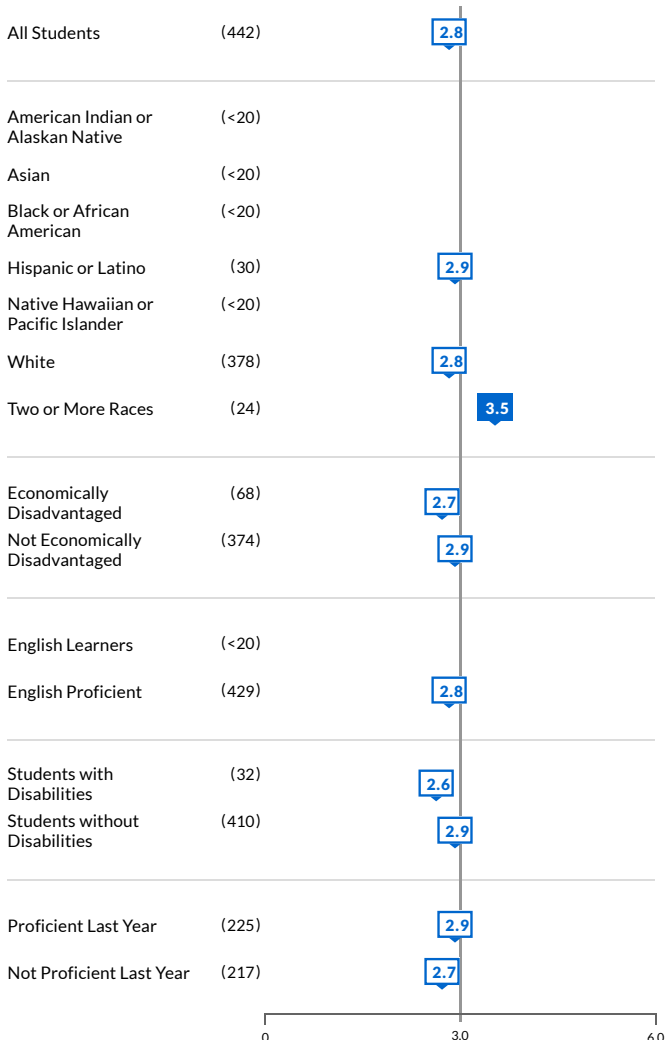 All Students (442) 2.8
American Indian or (<20)
Alaskan Native
Asian (<20)
Black or African (<20)
American
Hispanic or Latino (30) 2.9
Native Hawaiian or (<20)
Pacific Islander
White (378) 2.8
Two or More Races (24) 3.5
Economically (68) 2.7
Disadvantaged
Not Economically (374) 2.9
Disadvantaged
English Learners (<20)
English Proficient (429) 2.8
Students with (32) 2.6
Disabilities
Students without (410) 2.9
Disabilities
Proficient Last Year (225) 2.9
Not Proficient Last Year (217) 2.7
0 3.0 6.0